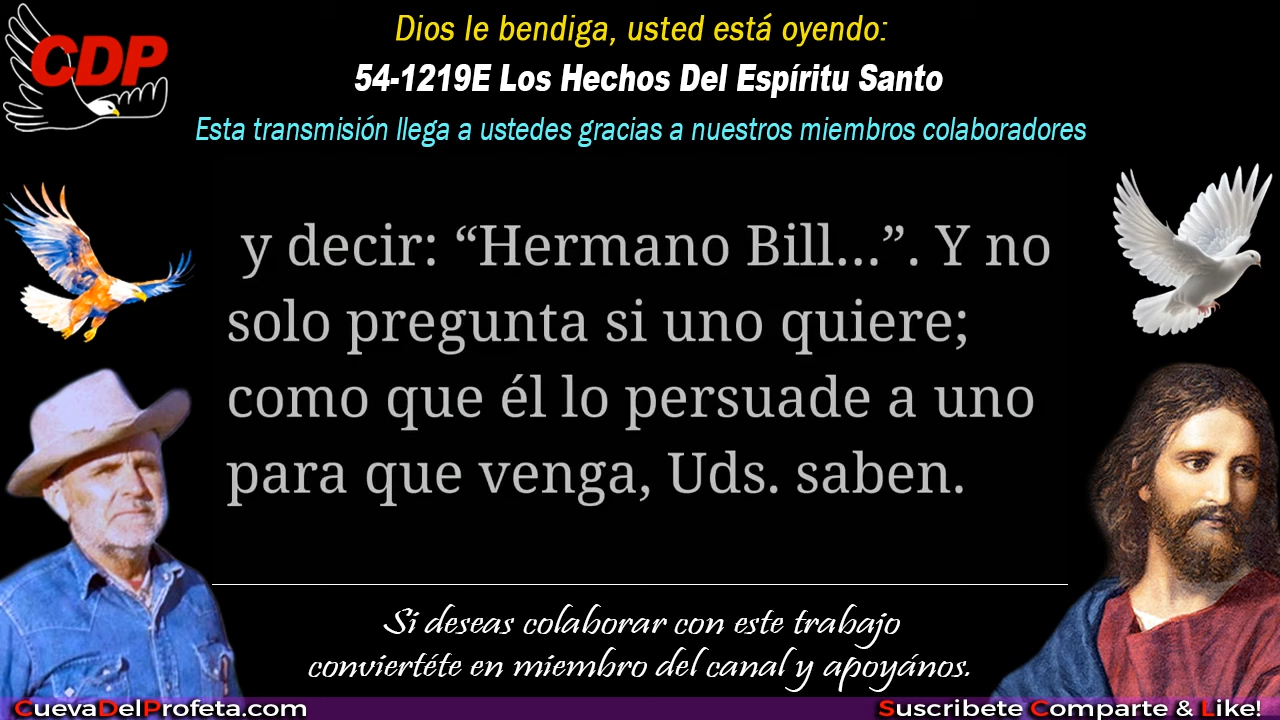 CDP
Dios le bendiga, usted está oyendo:
54-1219E Los Hechos Del Espíritu Santo
Esta transmisión llega a ustedes gracias a nuestros miembros colaboradores
y decir: “Hermano Bill...”. Y no
solo pregunta si uno quiere;
como que él lo persuade a uno
para que venga, Uds. saben.
Si deseas colaborar con este trabajo
conviertéte en miembro del canal y apoyános.
CuevaDelProfeta.com
Suscribete Comparte & Like!